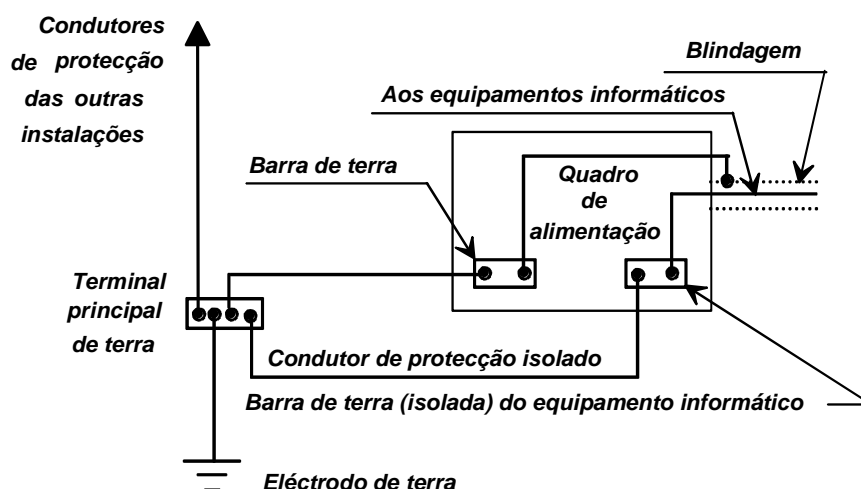 Condutores
de protecção
das outras
instalações
Blindagem
Aos equipamentos informáticos
Barra de terra
Quadro
de
alimentação
Terminal
principal
de terra
Condutor de protecção isolado
Barra de terra (isolada) do equipamento informático
Eléctrodo de terra